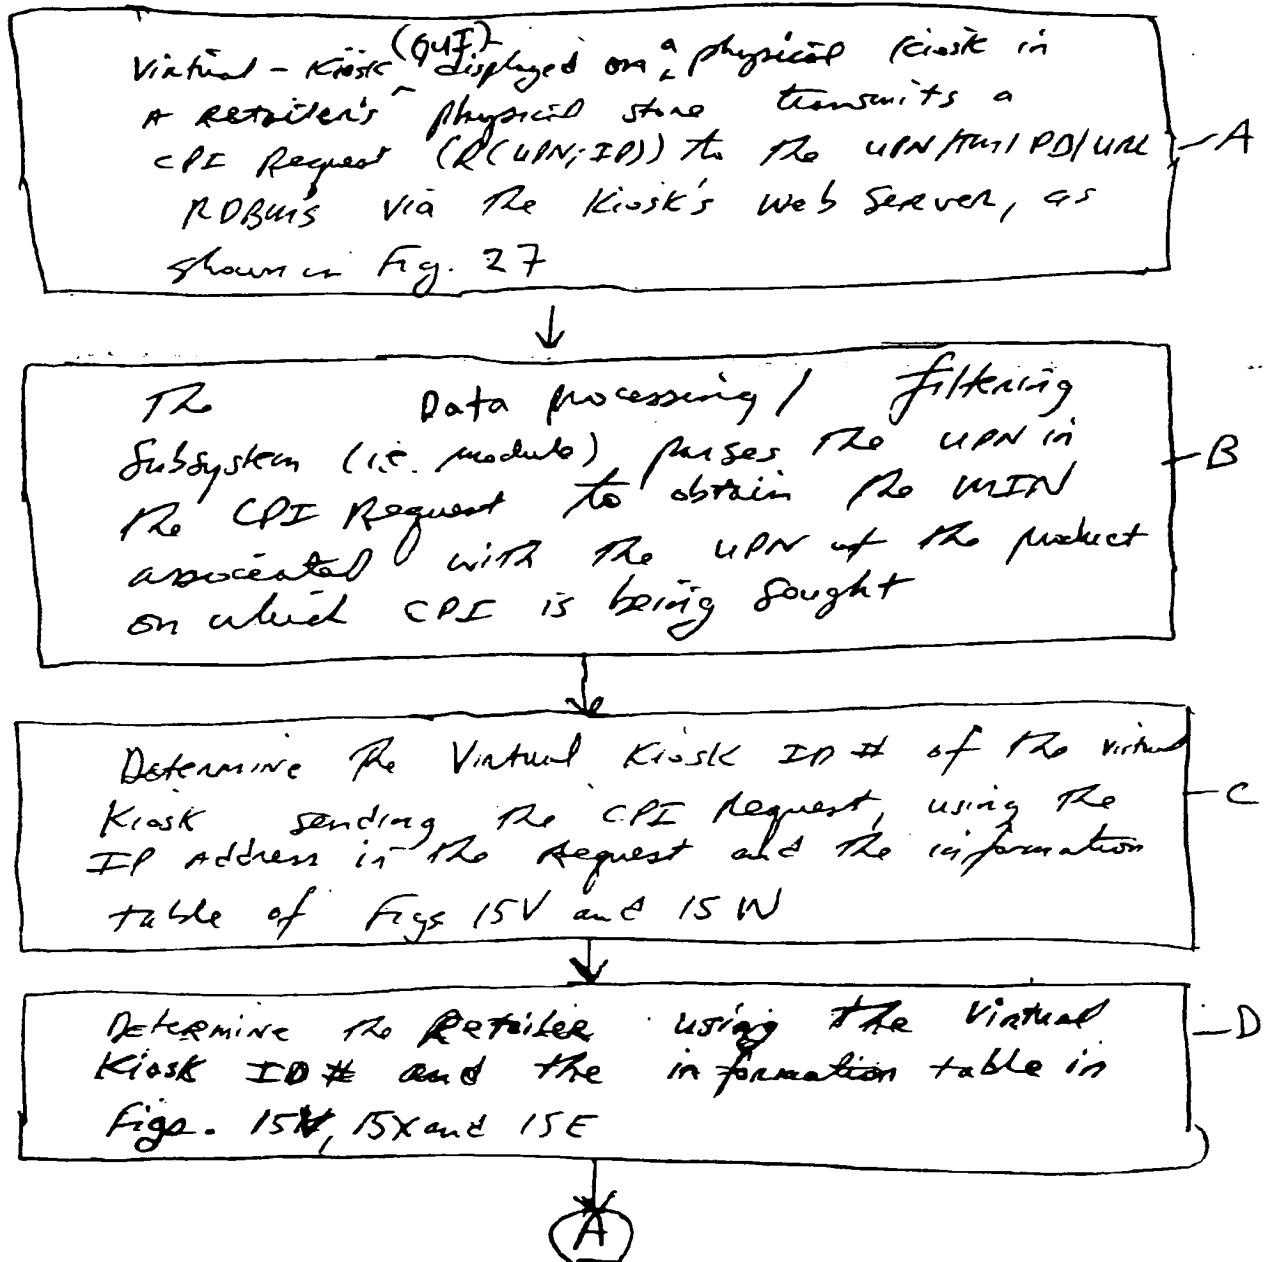 (GUI)
Virtual-Kiosk displayed on a physical Kiosk in
A Retailer's physical store transmits a
CPI Request (R(UPN; IP)) to the UPN/TM/PD/URL
RDBMS via the Kiosk's Web Server, as
shown in Fig. 27
A
The Data processing/ filtering
Subsystem (i.e. module) parses the UPN in
the CPI Request to obtain the MIN
associated with the UPN of the product
on which CPI is being sought
B
Determine the Virtual Kiosk ID # of the virtual
Kiosk sending the CPI Request, using the
IP Address in the Request and the information
table of Figs 15V and 15W
C
Determine the Retailer using the Virtual
Kiosk ID # and the information table in
Figs. 15 , 15X and 15E
D
A